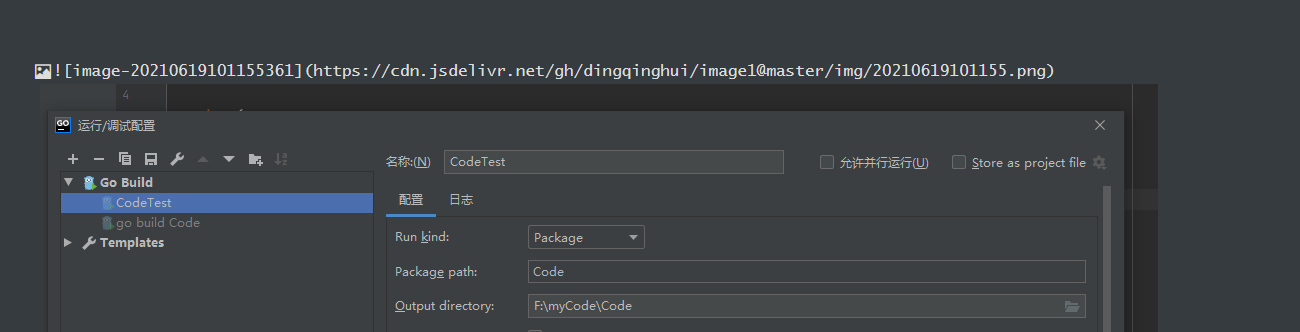 ![image-20210619101155361](https://cdn.jsdelivr.net/gh/dingqinghui/image1@master/img/20210619101155.png)
4
GO 运行/调试配置
名称:(N) CodeTest 允许并行运行(U) Store as project file
Go Build
CodeTest
go build Code
Templates
配置 日志
Run kind: Package
Package path: Code
Output directory: F:\myCode\Code